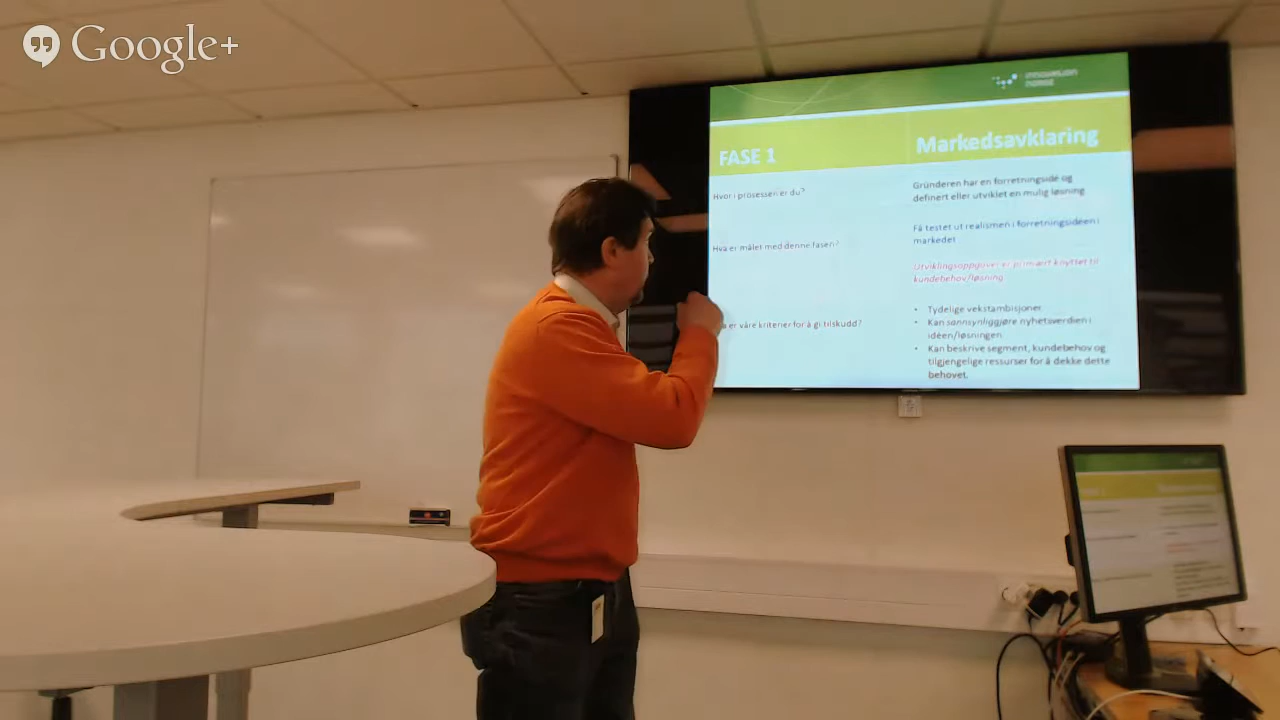 Google+
innovasjon
norge
FASE 1
Markedsavklaring
Hvor i prosessen er du?
Gründeren har en forretningsidé og
definert eller utviklet en mulig løsning
Hva er målet med denne fasen?
Få testet ut realismen i forretningsideen i
markedet
Utviklingsoppgaver er primært knyttet til
kundebehov/løsning
er våre kriterier for å gi tilskudd?
• Tydelige vekstambisjoner
• Kan sannsynliggjøre nyhetsverdien i
idéen/løsningen
• Kan beskrive segment, kundebehov og
tilgjengelige ressurser for å dekke dette
behovet.